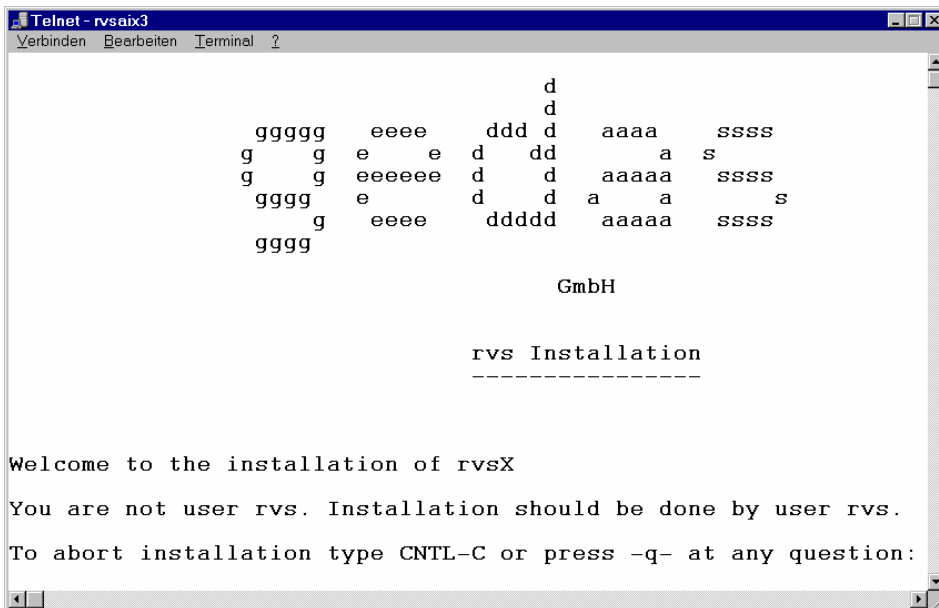 Telnet - rvsaix3
Verbinden Bearbeiten Terminal ?
                              d
                              d
ggggg   eeee    ddd d   aaaa    ssss
g    g  e    e  d   dd      a  s
g    g  eeeeee  d    d  aaaaa   ssss
gggg   e       d    d  a    a       s
g   eeee    ddddd   aaaaa   ssss
gggg
GmbH
rvs Installation
----------------
Welcome to the installation of rvsX
You are not user rvs. Installation should be done by user rvs.
To abort installation type CNTL-C or press -q- at any question: